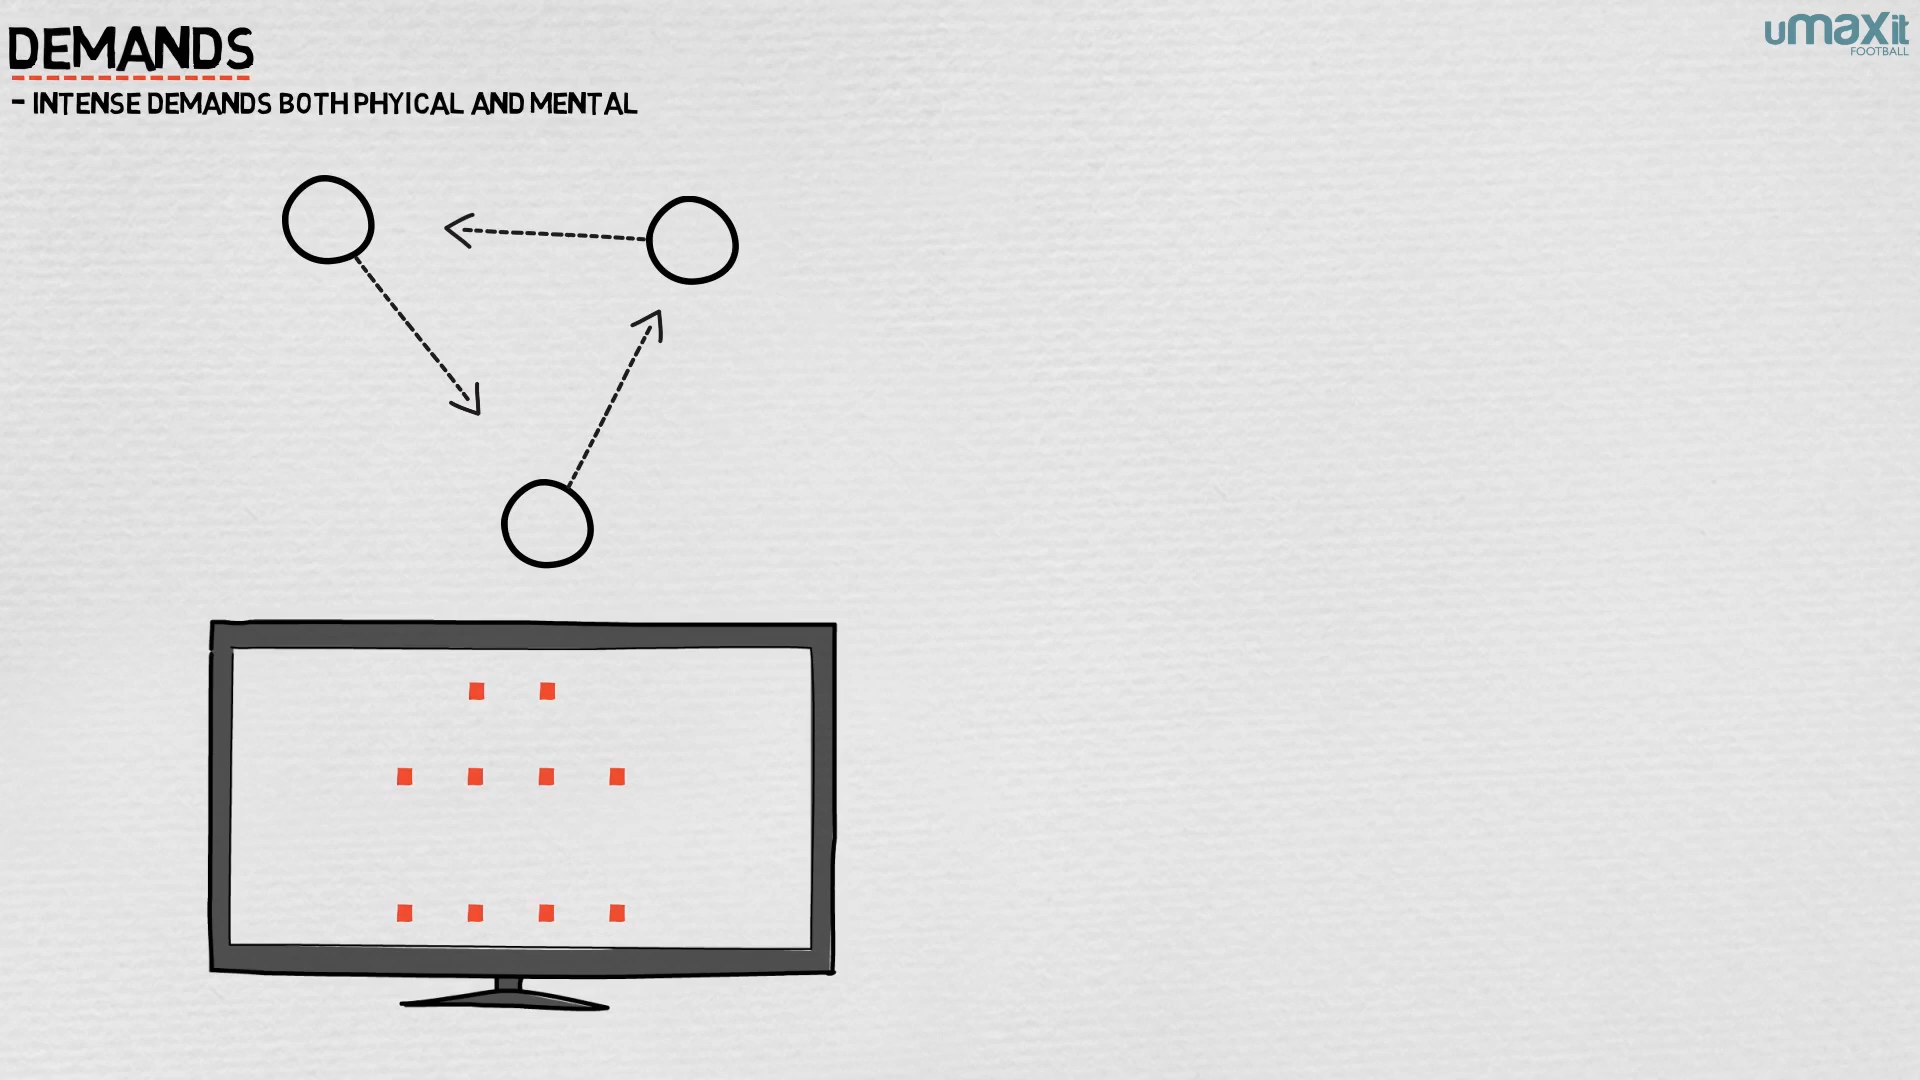 DEMANDS
- INTENSE DEMANDS BOTH PHYICAL AND MENTAL
umaxit
FOOTBALL